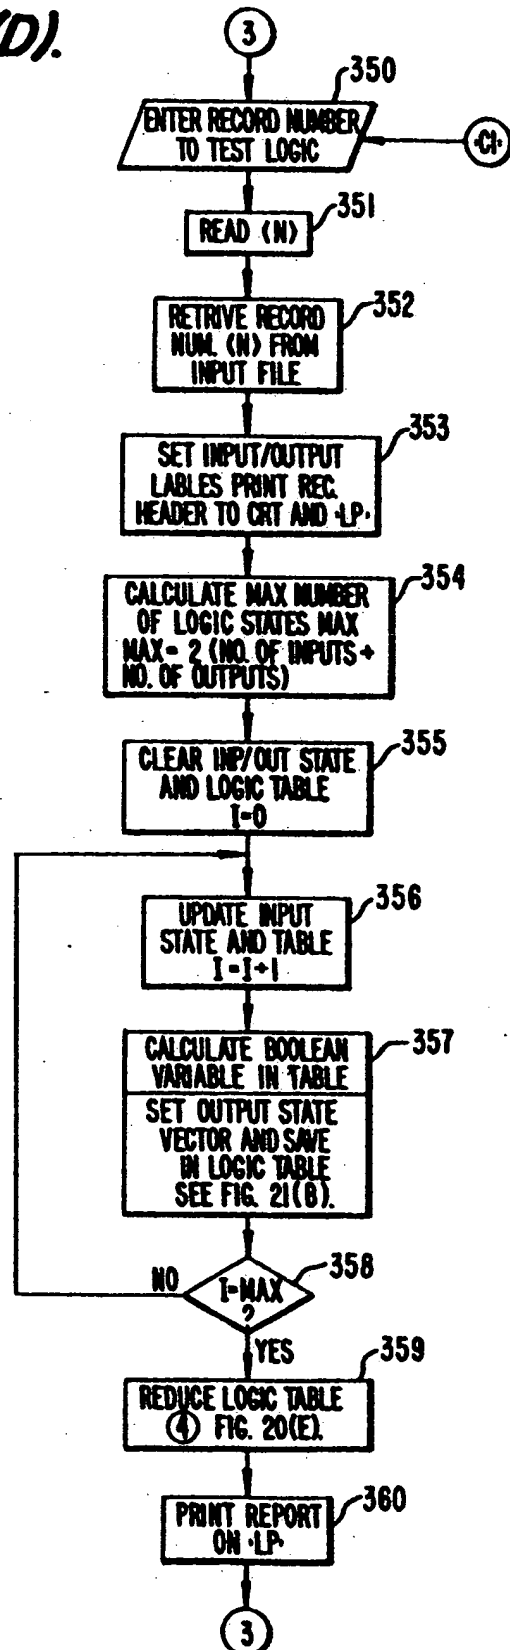 (D).
3
350
ENTER RECORD NUMBER
TO TEST LOGIC
·CI·
351
READ (N)
352
RETRIVE RECORD
NUM. (N) FROM
INPUT FILE
353
SET INPUT/OUTPUT
LABLES PRINT REC.
HEADER TO CRT AND ·LP·
354
CALCULATE MAX NUMBER
OF LOGIC STATES MAX
MAX= 2 (NO. OF INPUTS +
NO. OF OUTPUTS)
355
CLEAR INP/OUT STATE
AND LOGIC TABLE
I=0
356
UPDATE INPUT
STATE AND TABLE
I=I+1
357
CALCULATE BOOLEAN
VARIABLE IN TABLE
SET OUTPUT STATE
VECTOR AND SAVE
IN LOGIC TABLE
SEE FIG. 21(B).
358
NO
I=MAX
?
YES
359
REDUCE LOGIC TABLE
4 FIG. 20(E).
360
PRINT REPORT
ON ·LP·
3